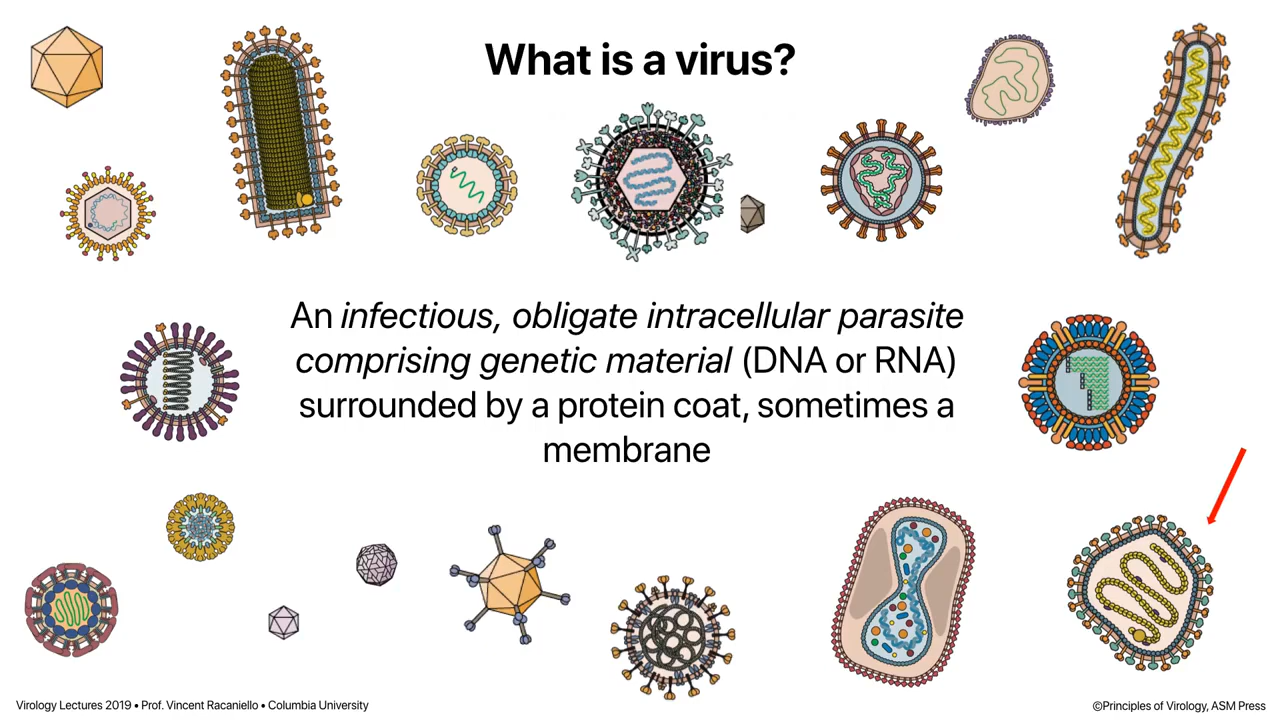 What is a virus?
An infectious, obligate intracellular parasite
comprising genetic material (DNA or RNA)
surrounded by a protein coat, sometimes a
membrane
Virology Lectures 2019 • Prof. Vincent Racaniello • Columbia University
©Principles of Virology, ASM Press